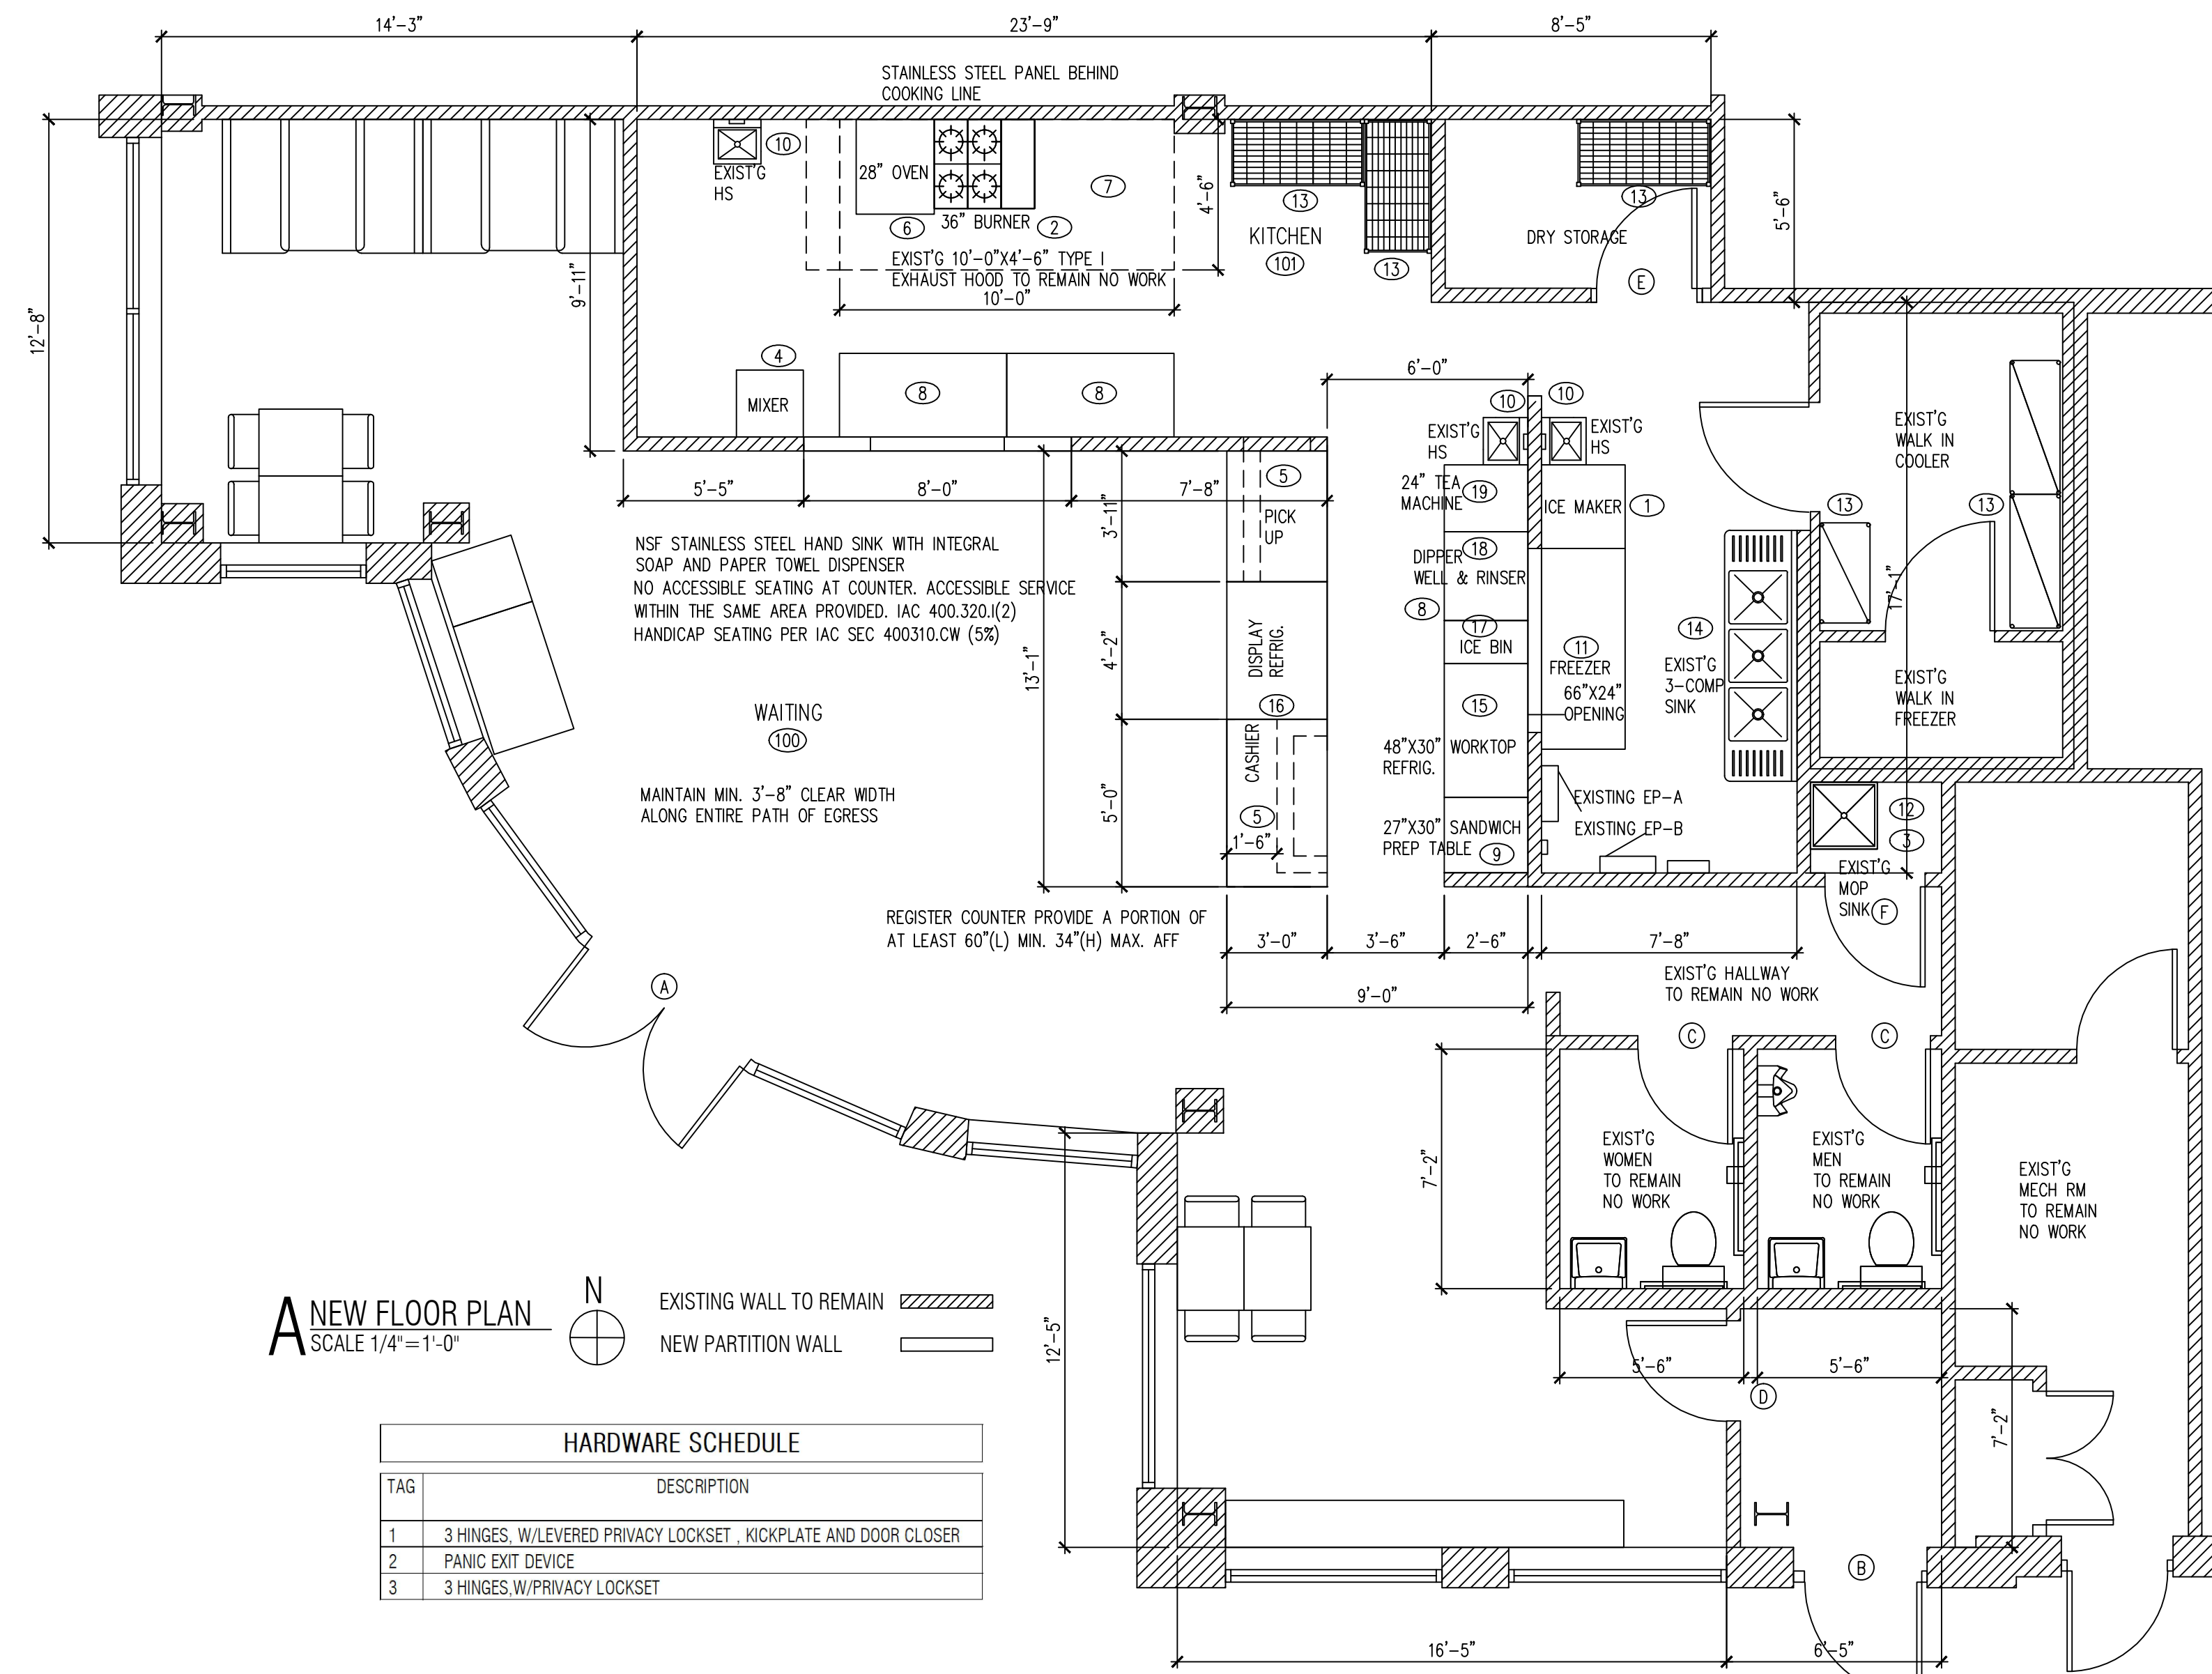 14'-3"
23'-9"
8'-5"
STAINLESS STEEL PANEL BEHIND
COOKING LINE
10
EXIST'G
HS
28" OVEN
6
36" BURNER
2
7
EXIST'G 10'-0"X4'-6" TYPE I
EXHAUST HOOD TO REMAIN NO WORK
10'-0"
4'-6"
13
KITCHEN
101
13
13
DRY STORAGE
E
5'-6"
12'-8"
9'-11"
4
MIXER
8
8
6'-0"
10
10
EXIST'G
HS
EXIST'G
HS
EXIST'G
WALK IN
COOLER
5'-5"
8'-0"
7'-8"
5
PICK
UP
3'-11"
24" TEA
MACHINE
19
ICE MAKER
1
13
13
NSF STAINLESS STEEL HAND SINK WITH INTEGRAL
SOAP AND PAPER TOWEL DISPENSER
NO ACCESSIBLE SEATING AT COUNTER. ACCESSIBLE SERVICE
WITHIN THE SAME AREA PROVIDED. IAC 400.320.I(2)
HANDICAP SEATING PER IAC SEC 400310.CW (5%)
18
DIPPER
WELL & RINSER
8
17
ICE BIN
17'-1"
14
EXIST'G
3-COMP
SINK
11
FREEZER
66"X24"
OPENING
13'-1"
4'-2"
DISPLAY
REFRIG.
16
15
48"X30" WORKTOP
REFRIG.
EXIST'G
WALK IN
FREEZER
WAITING
100
MAINTAIN MIN. 3'-8" CLEAR WIDTH
ALONG ENTIRE PATH OF EGRESS
CASHIER
5'-0"
5
1'-6"
27"X30" SANDWICH
PREP TABLE
9
EXISTING EP-A
EXISTING EP-B
12
3
EXIST'G
MOP
SINK
F
REGISTER COUNTER PROVIDE A PORTION OF
AT LEAST 60"(L) MIN. 34"(H) MAX. AFF
3'-0"
3'-6"
2'-6"
7'-8"
9'-0"
EXIST'G HALLWAY
TO REMAIN NO WORK
A
C
C
7'-2"
EXIST'G
WOMEN
TO REMAIN
NO WORK
EXIST'G
MEN
TO REMAIN
NO WORK
EXIST'G
MECH RM
TO REMAIN
NO WORK
12'-5"
5'-6"
5'-6"
D
7'-2"
B
16'-5"
6'-5"
A
NEW FLOOR PLAN
SCALE 1/4"=1'-0"
N
EXISTING WALL TO REMAIN
NEW PARTITION WALL
HARDWARE SCHEDULE
TAG DESCRIPTION
1 3 HINGES, W/LEVERED PRIVACY LOCKSET , KICKPLATE AND DOOR CLOSER
2 PANIC EXIT DEVICE
3 3 HINGES,W/PRIVACY LOCKSET